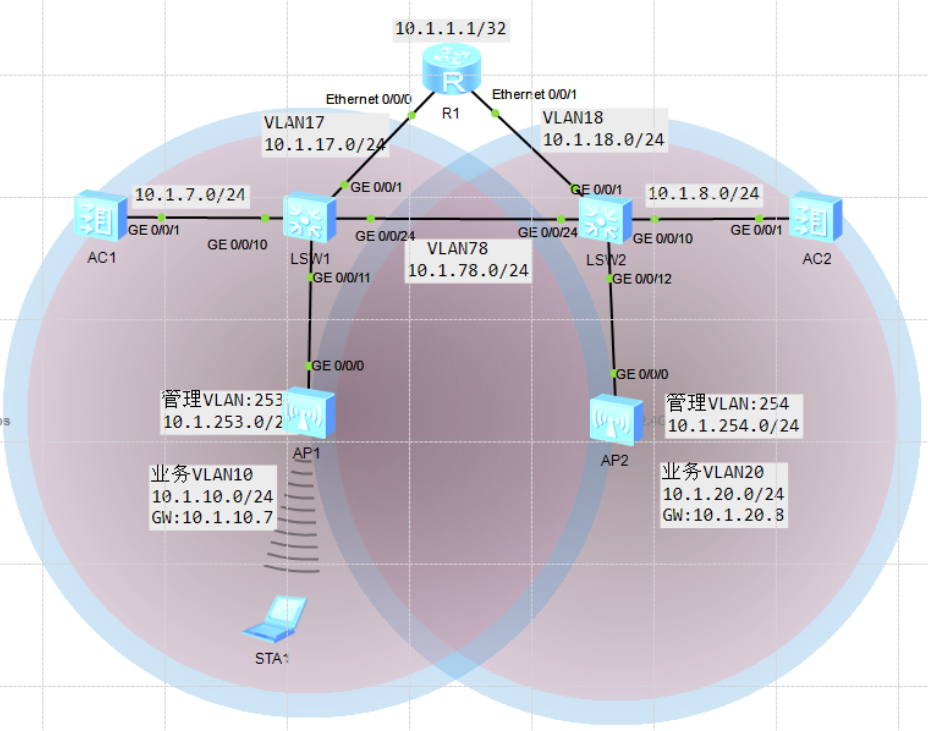 10.1.1.1/32
Ethernet 0/0/0
Ethernet 0/0/1
R1
VLAN17
10.1.17.0/24
VLAN18
10.1.18.0/24
GE 0/0/1
GE 0/0/1
10.1.7.0/24
10.1.8.0/24
GE 0/0/1
GE 0/0/10
GE 0/0/24
GE 0/0/24
GE 0/0/10
GE 0/0/1
AC1
LSW1
VLAN78
10.1.78.0/24
LSW2
AC2
GE 0/0/11
GE 0/0/12
GE 0/0/0
GE 0/0/0
管理VLAN:253
10.1.253.0/2
管理VLAN:254
10.1.254.0/24
AP1
AP2
业务VLAN10
10.1.10.0/24
GW:10.1.10.7
业务VLAN20
10.1.20.0/24
GW:10.1.20.8
STA1